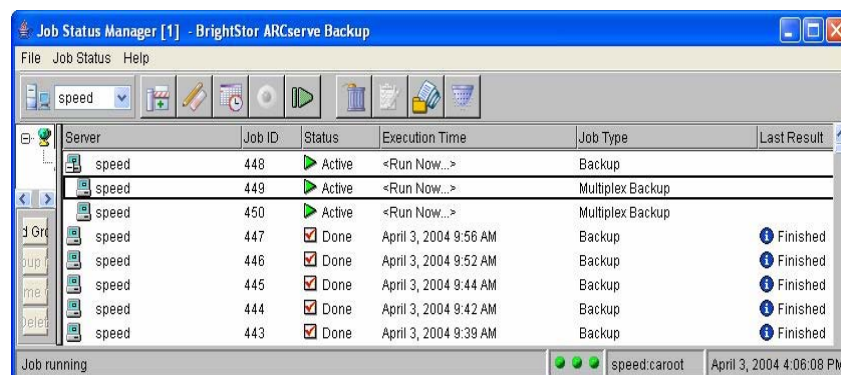 Job Status Manager [1] - BrightStor ARCserve Backup
File Job Status Help
speed
Server Job ID Status Execution Time Job Type Last Result
speed 448 Active <Run Now...> Backup
speed 449 Active <Run Now...> Multiplex Backup
speed 450 Active <Run Now...> Multiplex Backup
d Gr
speed 447 Done April 3, 2004 9:56 AM Backup Finished
oup
speed 446 Done April 3, 2004 9:52 AM Backup Finished
me
speed 445 Done April 3, 2004 9:44 AM Backup Finished
speed 444 Done April 3, 2004 9:42 AM Backup Finished
Delet
speed 443 Done April 3, 2004 9:39 AM Backup Finished
Job running speed:caroot April 3, 2004 4:06:08 PM